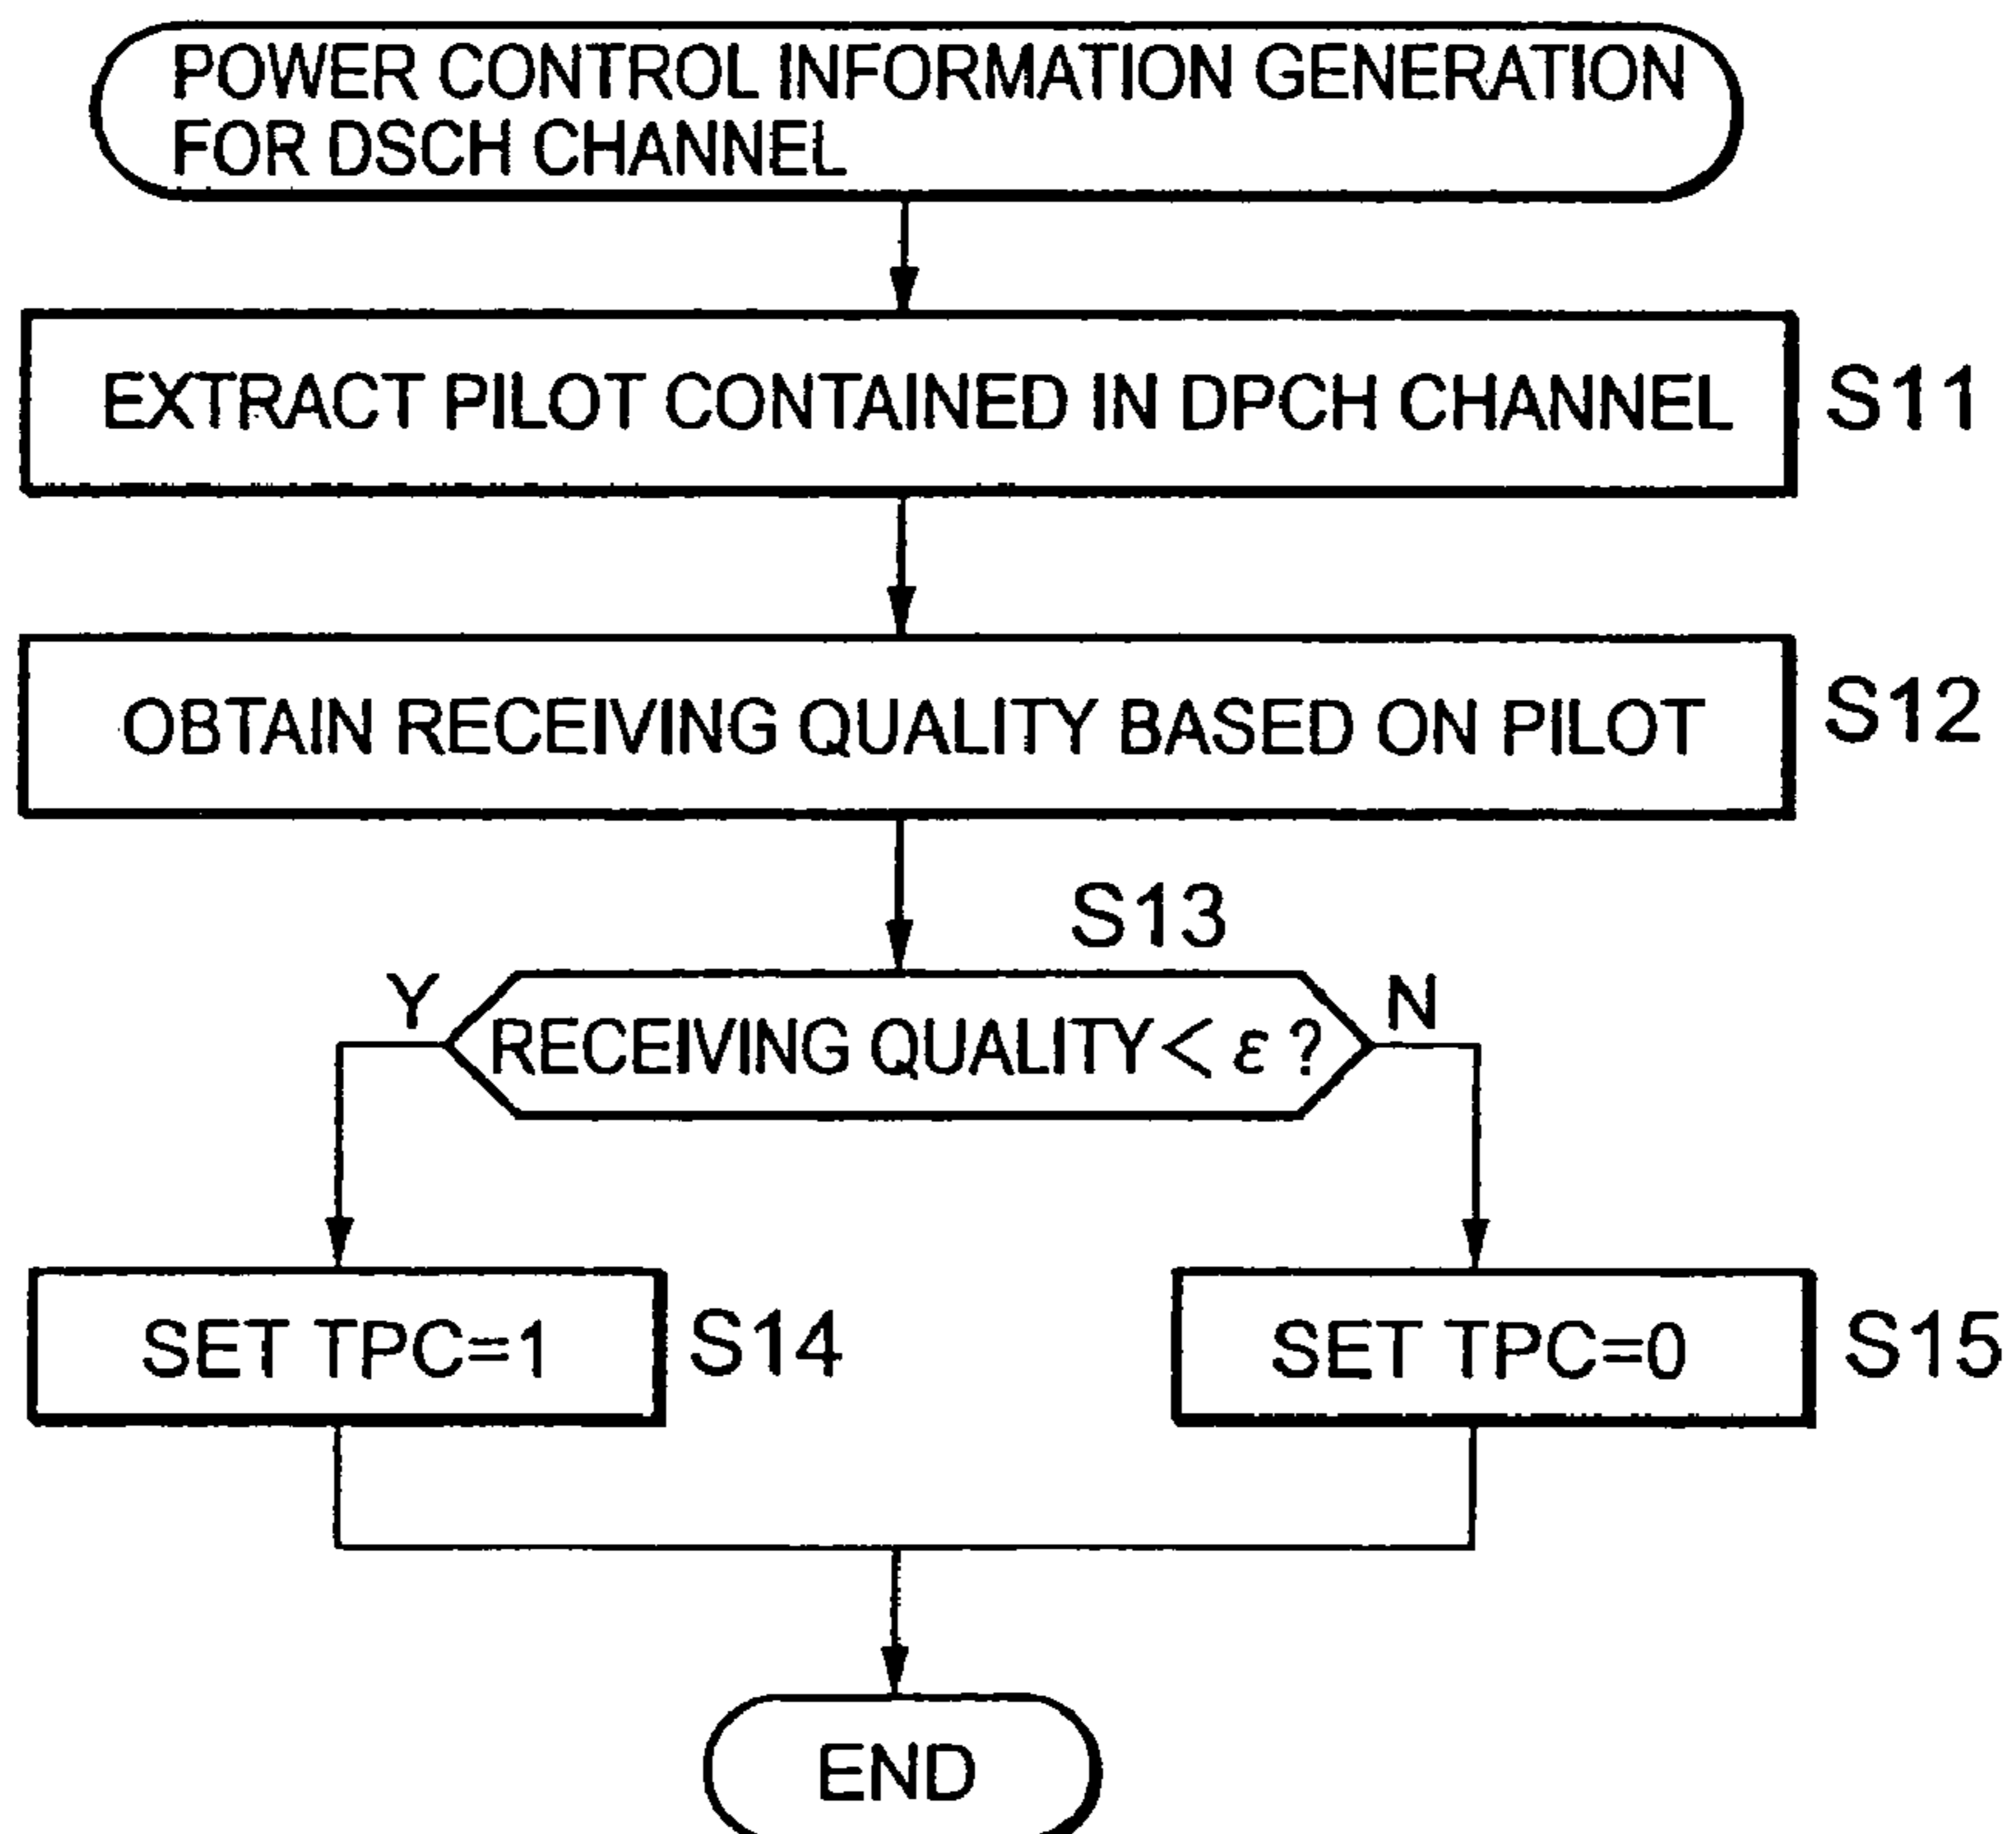 POWER CONTROL INFORMATION GENERATION
FOR DSCH CHANNEL
EXTRACT PILOT CONTAINED IN DPCH CHANNEL
S11
OBTAIN RECEIVING QUALITY BASED ON PILOT
S12
S13
Y
RECEIVING QUALITY < ε ?
N
SET TPC=1
S14
SET TPC=0
S15
END